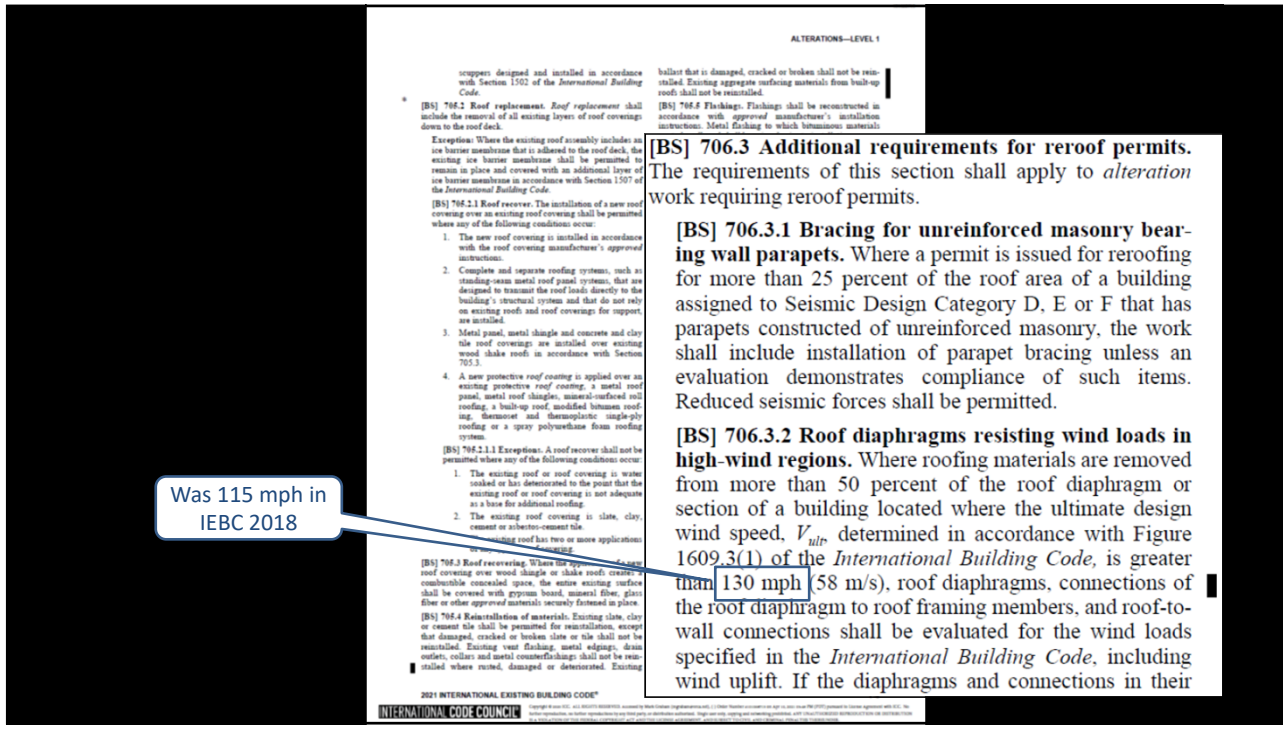 ALTERATIONS—LEVEL 1
scuppers designed and installed in accordance
with Section 1502 of the International Building
Code.
[BS] 705.2 Roof replacement. Roof replacement shall
include the removal of all existing layers of roof coverings
down to the roof deck.
Exception: Where the existing roof assembly includes an
ice barrier membrane that is adhered to the roof deck, the
existing ice barrier membrane shall be permitted to
remain in place and covered with an additional layer of
ice barrier membrane in accordance with Section 1507 of
the International Building Code.
[BS] 705.2.1 Roof recover. The installation of a new roof
covering over an existing roof covering shall be permitted
where any of the following conditions occur:
1. The new roof covering is installed in accordance
with the roof covering manufacturer's approved
instructions.
2. Complete and separate roofing systems, such as
standing-seam metal roof panel systems, that are
designed to transmit the roof loads directly to the
building's structural system and that do not rely
on existing roofs and roof coverings for support,
are installed.
3. Metal panel, metal shingle and concrete and clay
tile roof coverings are installed over existing
wood shake roofs in accordance with Section
705.3.
4. A new protective roof coating is applied over an
existing protective roof coating, a metal roof
panel, metal roof shingles, mineral-surfaced roll
roofing, a built-up roof, modified bitumen roof-
ing, thermoset and thermoplastic single-ply
roofing or a spray polyurethane foam roofing
system.
[BS] 705.2.1.1 Exceptions. A roof recover shall not be
permitted where any of the following conditions occur:
1. The existing roof or roof covering is water
soaked or has deteriorated to the point that the
existing roof or roof covering is not adequate
as a base for additional roofing.
2. The existing roof covering is slate, clay,
cement or asbestos-cement tile.
existing roof has two or more applications
covering.
[BS] 705.3 Roof recovering. Where the application of a new
roof covering over wood shingle or shake roofs creates a
combustible concealed space, the entire existing surface
shall be covered with gypsum board, mineral fiber, glass
fiber or other approved materials securely fastened in place.
[BS] 705.4 Reinstallation of materials. Existing slate, clay
or cement tile shall be permitted for reinstallation, except
that damaged, cracked or broken slate or tile shall not be
reinstalled. Existing vent flashing, metal edgings, drain
outlets, collars and metal counterflashings shall not be rein-
stalled where rusted, damaged or deteriorated. Existing
ballast that is damaged, cracked or broken shall not be rein-
stalled. Existing aggregate surfacing materials from built-up
roofs shall not be reinstalled.
[BS] 705.5 Flashings. Flashings shall be reconstructed in
accordance with approved manufacturer's installation
instructions. Metal flashing to which bituminous materials
[BS] 706.3 Additional requirements for reroof permits.
The requirements of this section shall apply to alteration
work requiring reroof permits.
[BS] 706.3.1 Bracing for unreinforced masonry bear-
ing wall parapets. Where a permit is issued for reroofing
for more than 25 percent of the roof area of a building
assigned to Seismic Design Category D, E or F that has
parapets constructed of unreinforced masonry, the work
shall include installation of parapet bracing unless an
evaluation demonstrates compliance of such items.
Reduced seismic forces shall be permitted.
[BS] 706.3.2 Roof diaphragms resisting wind loads in
high-wind regions. Where roofing materials are removed
from more than 50 percent of the roof diaphragm or
section of a building located where the ultimate design
wind speed, Vult, determined in accordance with Figure
1609.3(1) of the International Building Code, is greater
than 130 mph (58 m/s), roof diaphragms, connections of
the roof diaphragm to roof framing members, and roof-to-
wall connections shall be evaluated for the wind loads
specified in the International Building Code, including
wind uplift. If the diaphragms and connections in their
Was 115 mph in
IEBC 2018
2021 INTERNATIONAL EXISTING BUILDING CODE®
INTERNATIONAL CODE COUNCIL